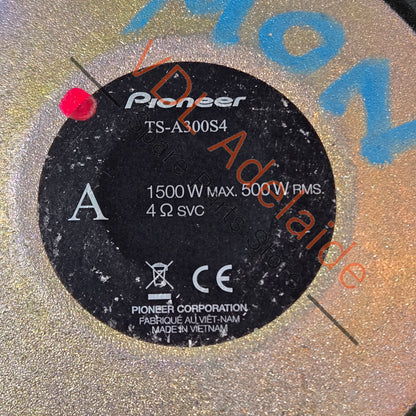 MON
Pioneer
TS-A300S4
A
1500 W MAX. 500 W RMS.
4 Ω SVC
CE
PIONEER CORPORATION
FABRIQUÉ AU VIÊT-NAM
MADE IN VIETNAM
VDL Adelaide